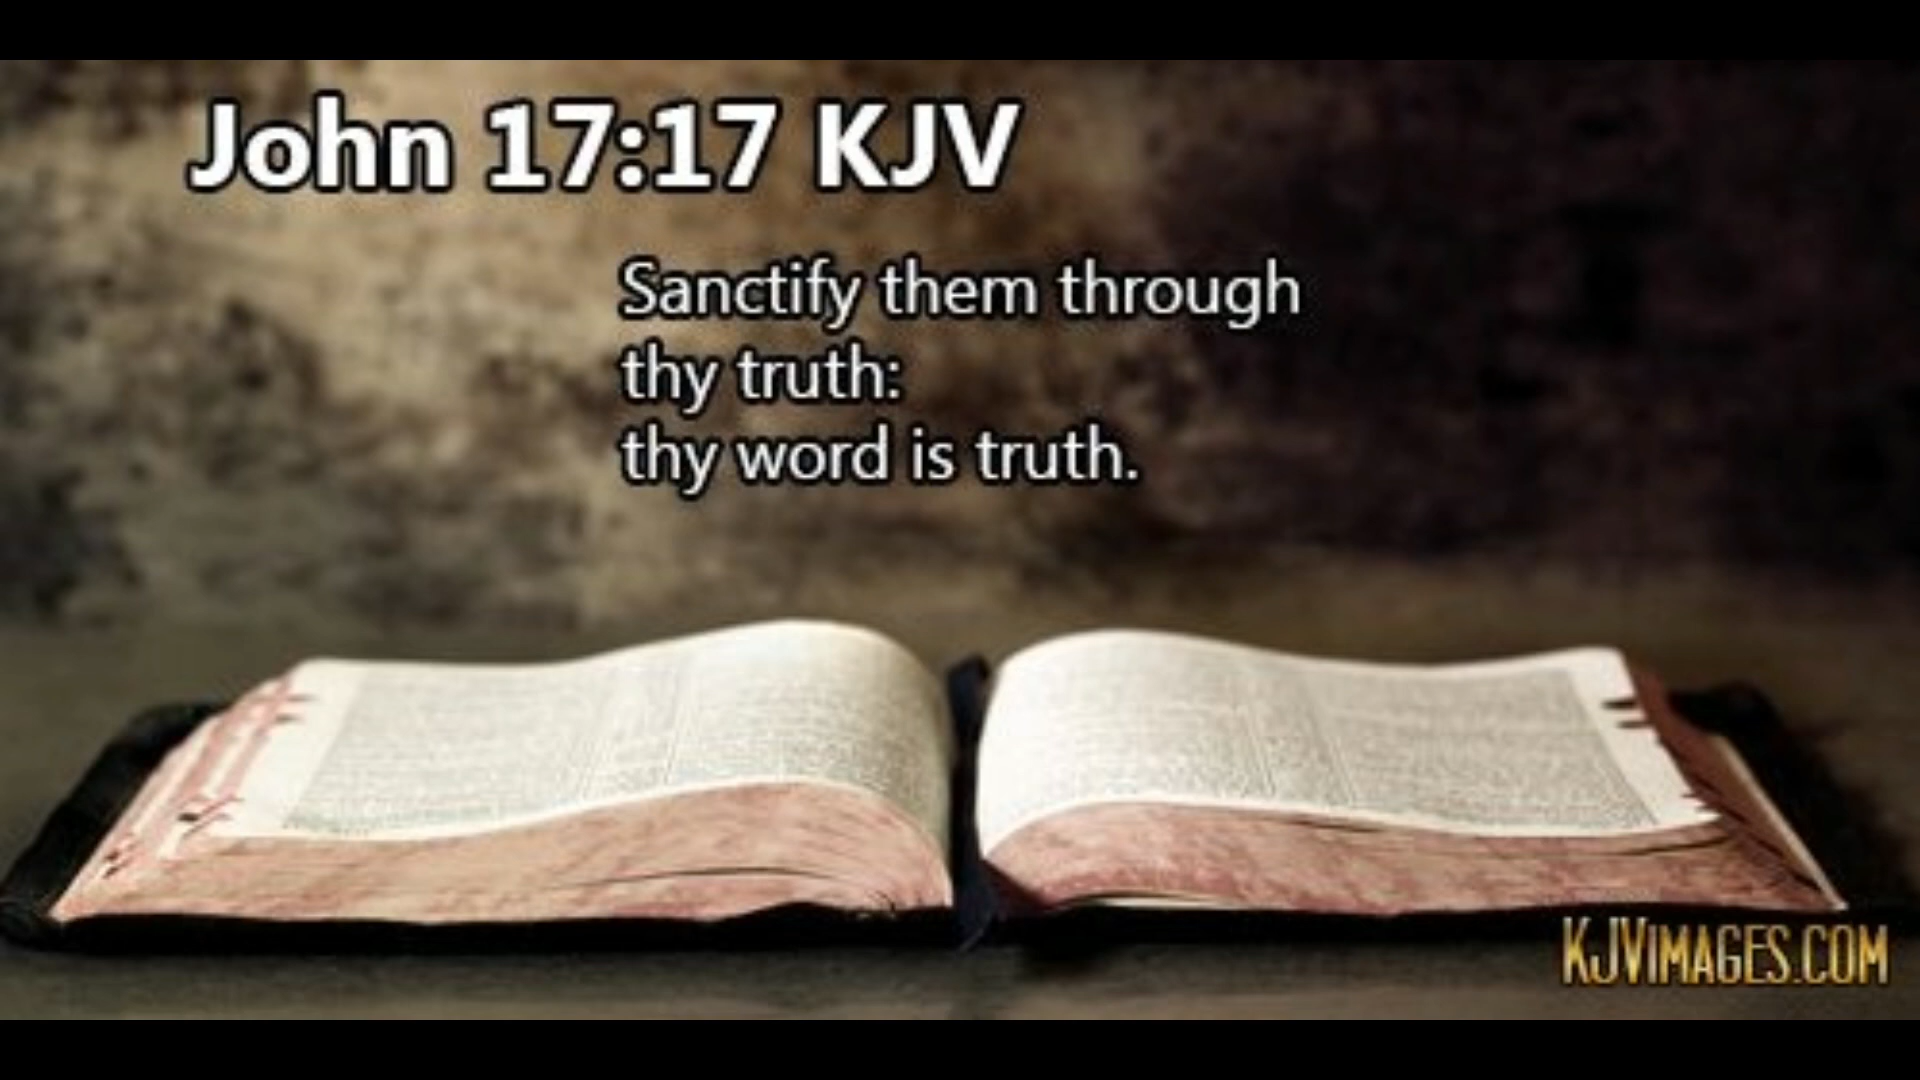 John 17:17 KJV
Sanctify them through
thy truth:
thy word is truth.
KJVIMAGES.COM